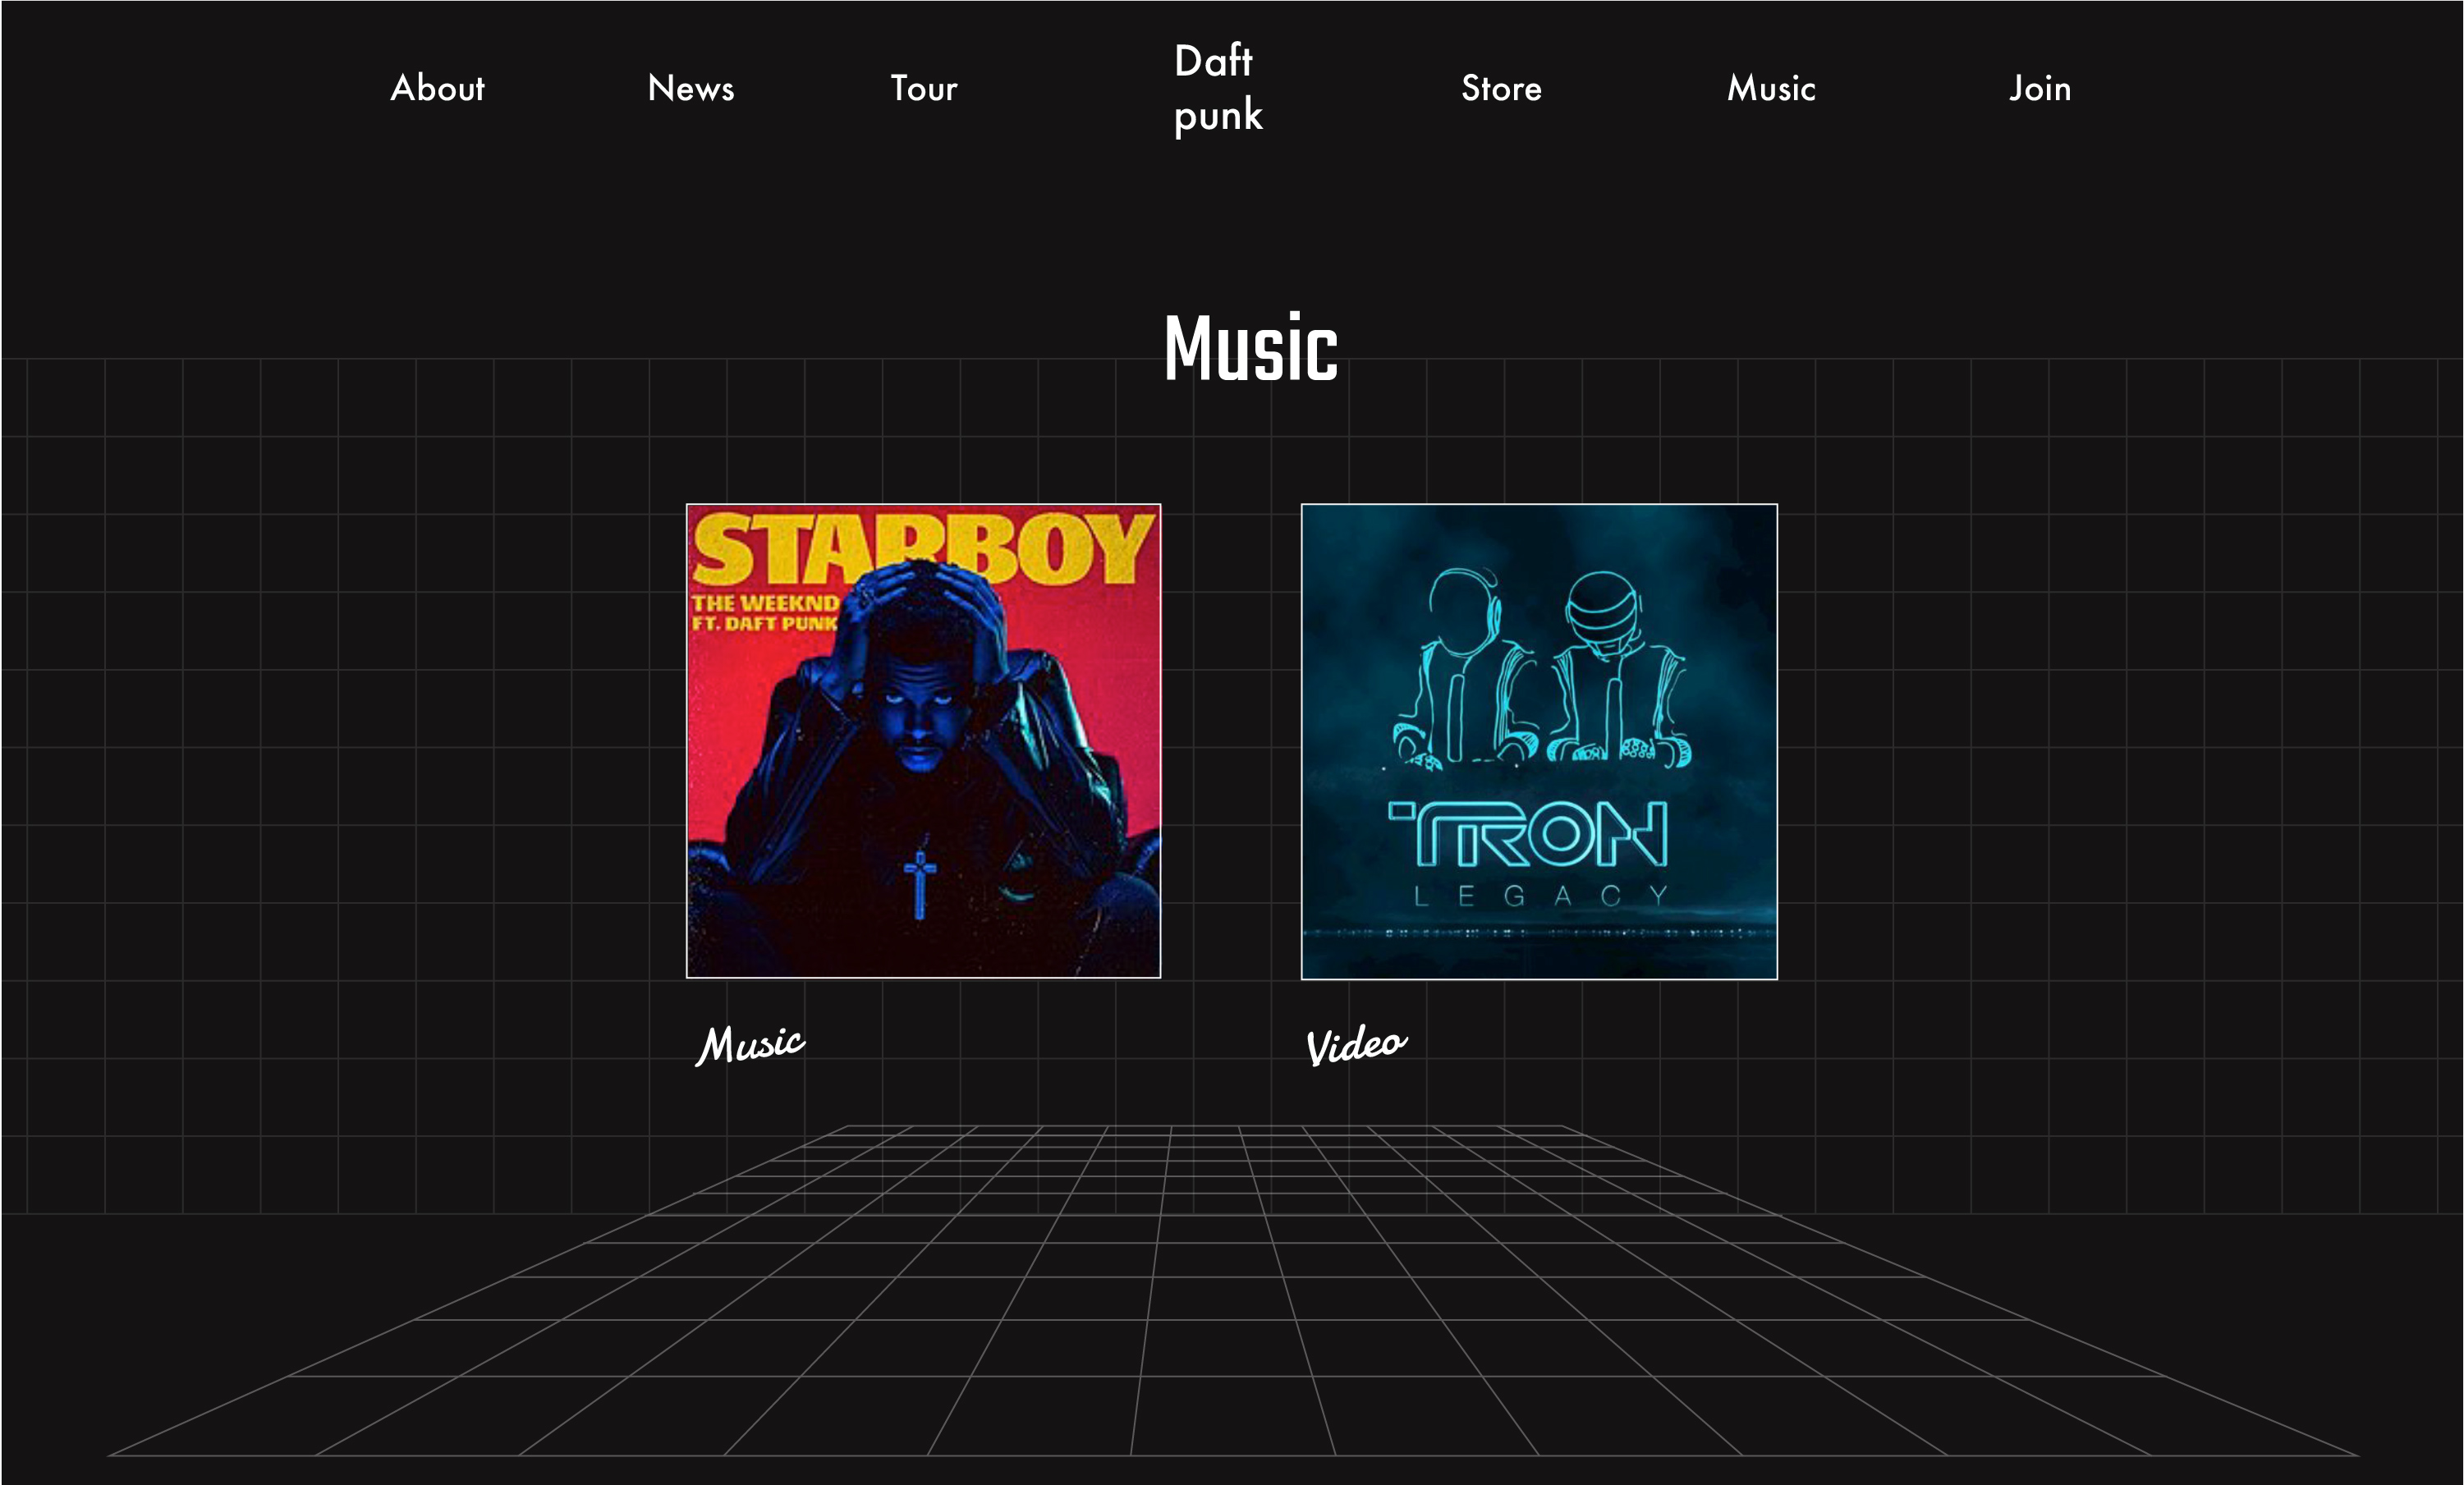 About News Tour Daft punk Store Music Join
Music
STARBOY
THE WEEKND
FT. DAFT PUNK
TRON
LEGACY
Music Video